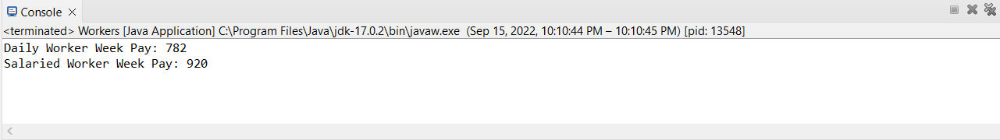 Console
<terminated> Workers [Java Application] C:\Program Files\Java\jdk-17.0.2\bin\javaw.exe (Sep 15, 2022, 10:10:44 PM – 10:10:45 PM) [pid: 13548]
Daily Worker Week Pay: 782
Salaried Worker Week Pay: 920